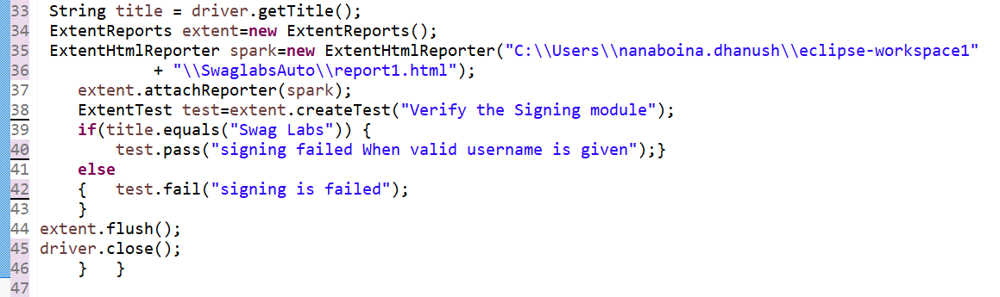 33 String title = driver.getTitle();
34 ExtentReports extent=new ExtentReports();
35 ExtentHtmlReporter spark=new ExtentHtmlReporter("C:\\Users\\nanaboina.dhanush\\eclipse-workspace1"
36 + "\\SwaglabsAuto\\report1.html");
37 extent.attachReporter(spark);
38 ExtentTest test=extent.createTest("Verify the Signing module");
39 if(title.equals("Swag Labs")) {
40 test.pass("signing failed When valid username is given");}
41 else
42 { test.fail("signing is failed");
43 }
44 extent.flush();
45 driver.close();
46 } }
47